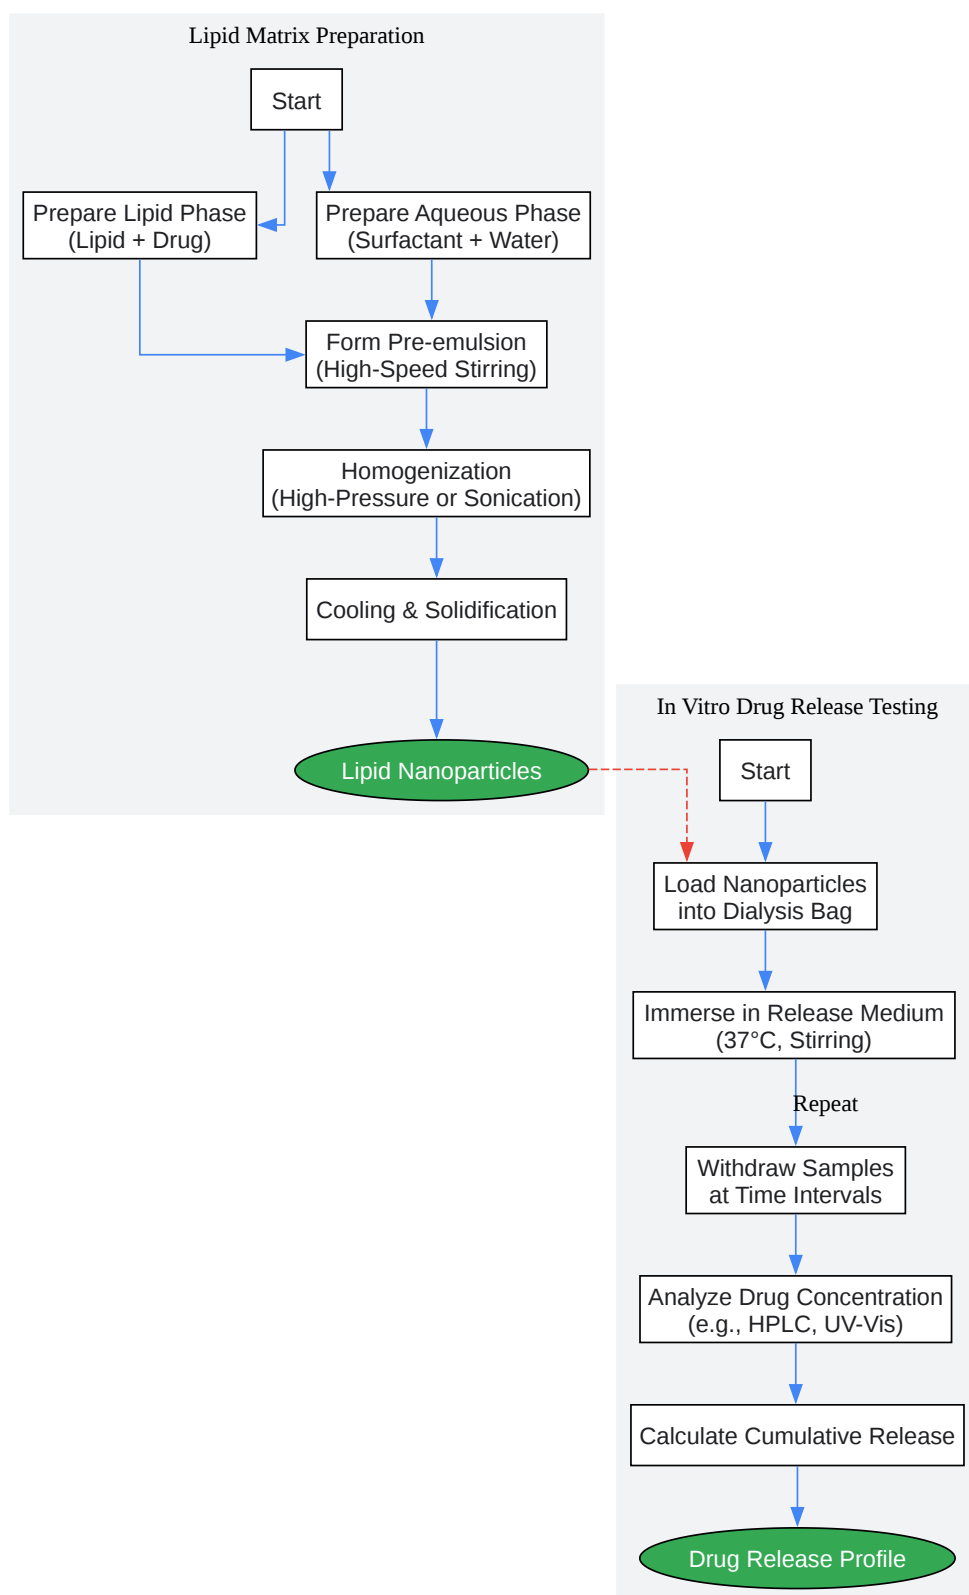 Lipid Matrix Preparation
Start
Prepare Lipid Phase
(Lipid + Drug)
Prepare Aqueous Phase
(Surfactant + Water)
Form Pre-emulsion
(High-Speed Stirring)
Homogenization
(High-Pressure or Sonication)
Cooling & Solidification
Lipid Nanoparticles
In Vitro Drug Release Testing
Start
Load Nanoparticles
into Dialysis Bag
Immerse in Release Medium
(37°C, Stirring)
Repeat
Withdraw Samples
at Time Intervals
Analyze Drug Concentration
(e.g., HPLC, UV-Vis)
Calculate Cumulative Release
Drug Release Profile